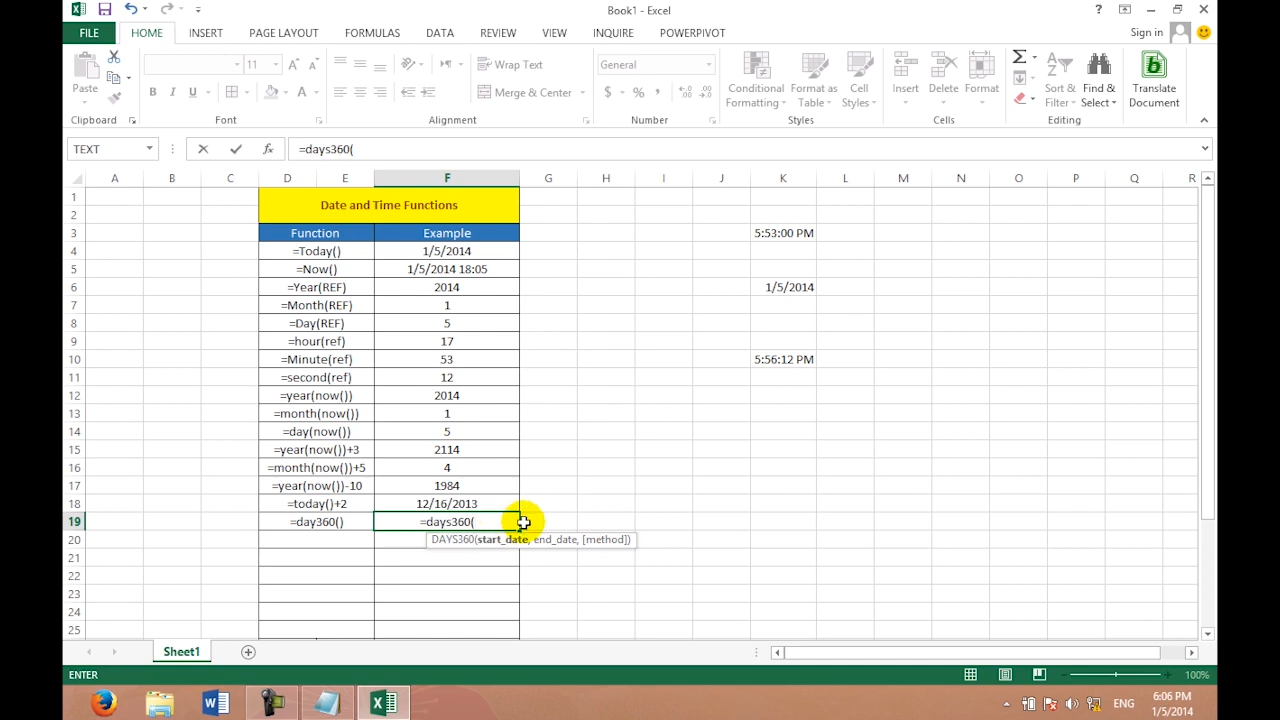 Book1 - Excel
?
FILE HOME INSERT PAGE LAYOUT FORMULAS DATA REVIEW VIEW INQUIRE POWERPIVOT Sign in
Paste
11
B I U
Wrap Text
Merge & Center
General
$ % ,
Conditional Formatting
Format as Table
Cell Styles
Insert Delete Format
Sort & Filter
Find & Select
Translate Document
Clipboard Font Alignment Number Styles Cells Editing
TEXT fx =days360(
A B C D E F G H I J K L M N O P Q R
1 Date and Time Functions
2
3 Function Example 5:53:00 PM
4 =Today() 1/5/2014
5 =Now() 1/5/2014 18:05
6 =Year(REF) 2014 1/5/2014
7 =Month(REF) 1
8 =Day(REF) 5
9 =hour(ref) 17
10 =Minute(ref) 53 5:56:12 PM
11 =second(ref) 12
12 =year(now()) 2014
13 =month(now()) 1
14 =day(now()) 5
15 =year(now())+3 2114
16 =month(now())+5 4
17 =year(now())-10 1984
18 =today()+2 12/16/2013
19 =day360() =days360(
20 DAYS360(start_date, end_date, [method])
21
22
23
24
25
Sheet1
ENTER 100%
ENG 6:06 PM
1/5/2014